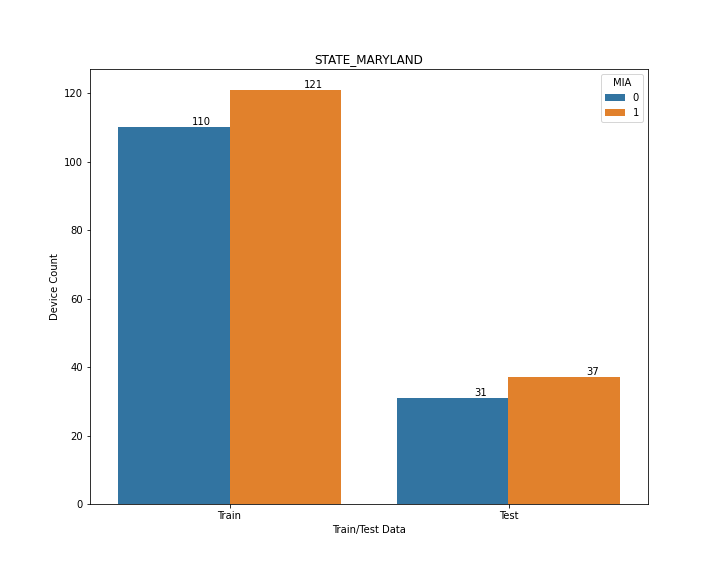 STATE_MARYLAND
MIA
0
1
121
110
37
31
120
100
80
60
40
20
0
Device Count
Train
Test
Train/Test Data